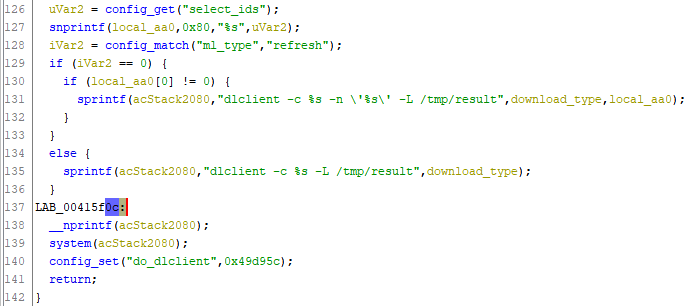 126 uVar2 = config_get("select_ids");
127 snprintf(local_aa0,0x80,"%s",uVar2);
128 iVar2 = config_match("ml_type","refresh");
129 if (iVar2 == 0) {
130 if (local_aa0[0] != 0) {
131 sprintf(acStack2080,"dlclient -c %s -n \'%s\' -L /tmp/result",download_type,local_aa0);
132 }
133 }
134 else {
135 sprintf(acStack2080,"dlclient -c %s -L /tmp/result",download_type);
136 }
137 LAB_00415f0c:
138 __nprintf(acStack2080);
139 system(acStack2080);
140 config_set("do_dlclient",0x49d95c);
141 return;
142 }